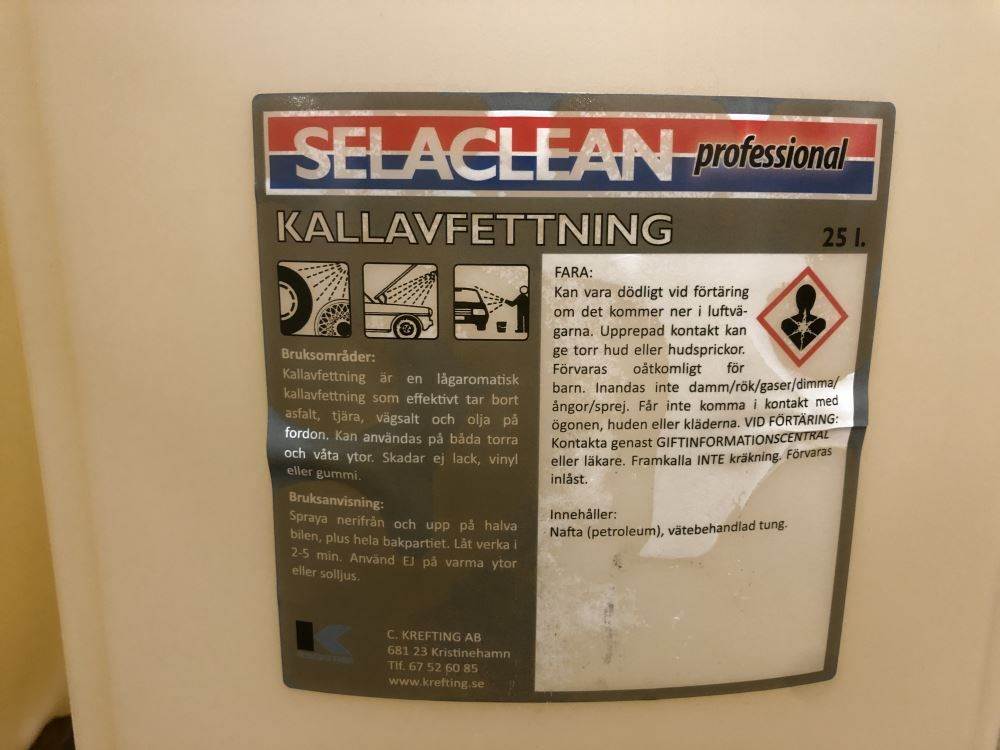 SELACLEAN professional
KALLAVFETTNING
25 l.
Bruksområder:
Kallavfettning är en lågaromatisk
kallavfettning som effektivt tar bort
asfalt, tjära, vägsalt och olja på
fordon. Kan användas på båda torra
och våta ytor. Skadar ej lack, vinyl
eller gummi.
Bruksanvisning:
Spraya nerifrån och upp på halva
bilen, plus hela bakpartiet. Låt verka i
2-5 min. Använd EJ på varma ytor
eller solljus.
C. KREFTING AB
681 23 Kristinehamn
Tlf. 67 52 60 85
www.krefting.se
FARA:
Kan vara dödligt vid förtäring
om det kommer ner i luftvä-
garna. Upprepad kontakt kan
ge torr hud eller hudsprickor.
Förvaras oåtkomligt för
barn. Inandas inte damm/rök/gaser/dimma/
ångor/sprej. Får inte komma i kontakt med
ögonen, huden eller kläderna. VID FÖRTÄRING:
Kontakta genast GIFTINFORMATIONSCENTRAL
eller läkare. Framkalla INTE kräkning. Förvaras
inlåst.
Innehåller:
Nafta (petroleum), vätebehandlad tung.